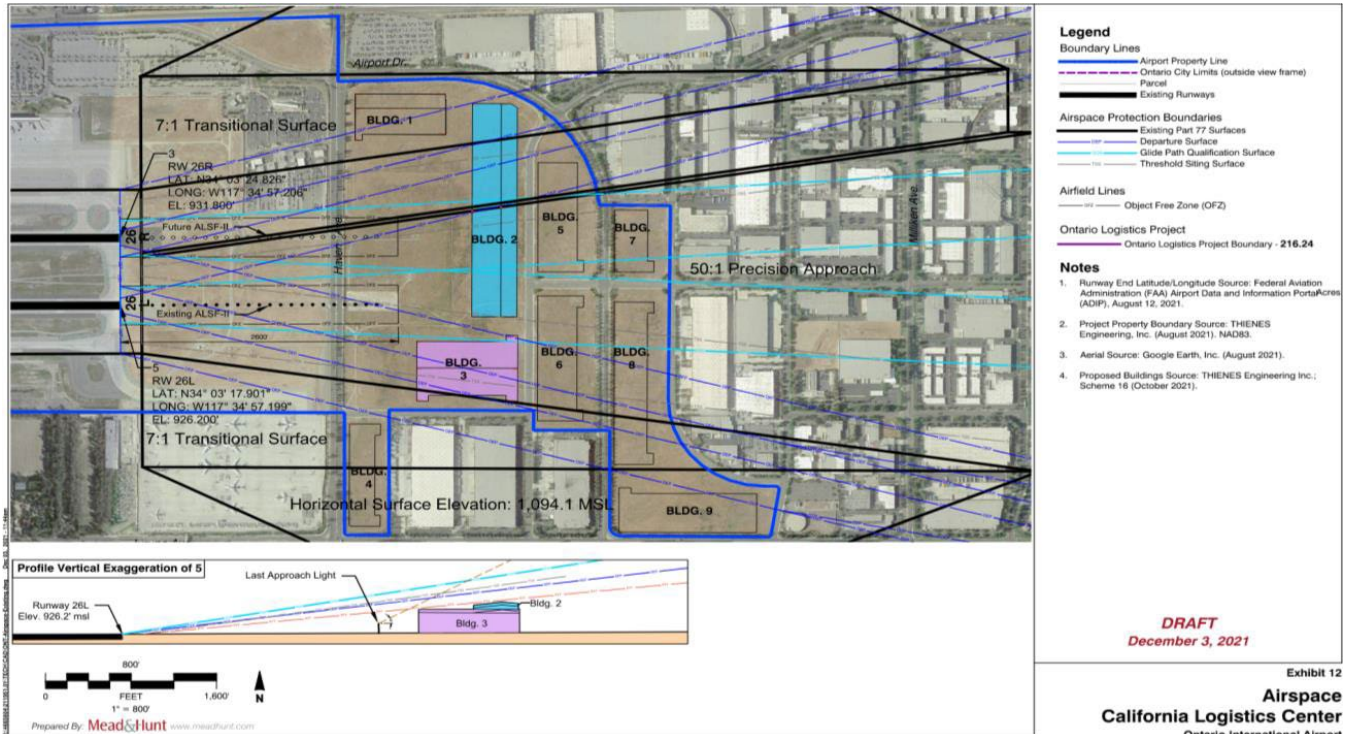 Airport Dr.
7:1 Transitional Surface
BLDG. 1
3
RW 26R
LAT: N34° 03' 24.826"
LONG: W117° 34' 57.206"
EL: 931.800'
Future ALSF-II
26
R
BLDG. 2
BLDG.
5
BLDG.
7
Milliken Ave.
50:1 Precision Approach
26
L
Existing ALSF-II
2600'
BLDG.
3
BLDG.
6
BLDG.
8
5
RW 26L
LAT: N34° 03' 17.901"
LONG: W117° 34' 57.199"
EL: 926.200'
7:1 Transitional Surface
BLDG.
4
Horizontal Surface Elevation: 1,094.1 MSL
BLDG. 9
Profile Vertical Exaggeration of 5
Last Approach Light
Runway 26L
Elev. 926.2' msl
Bldg. 2
Bldg. 3
800'
0
FEET
1,600'
1" = 800'
N
Prepared By: Mead&Hunt www.meadhunt.com
Legend
Boundary Lines
Airport Property Line
Ontario City Limits (outside view frame)
Parcel
Existing Runways
Airspace Protection Boundaries
Existing Part 77 Surfaces
Departure Surface
Glide Path Qualification Surface
Threshold Siting Surface
Airfield Lines
OFZ
Object Free Zone (OFZ)
Ontario Logistics Project
Ontario Logistics Project Boundary - 216.24
Acres
Notes
1. Runway End Latitude/Longitude Source: Federal Aviation
Administration (FAA) Airport Data and Information Portal
(ADIP), August 12, 2021.
2. Project Property Boundary Source: THIENES
Engineering, Inc. (August 2021). NAD83.
3. Aerial Source: Google Earth, Inc. (August 2021).
4. Proposed Buildings Source: THIENES Engineering Inc.;
Scheme 16 (October 2021).
DRAFT
December 3, 2021
Exhibit 12
Airspace
California Logistics Center
Ontario International Airport